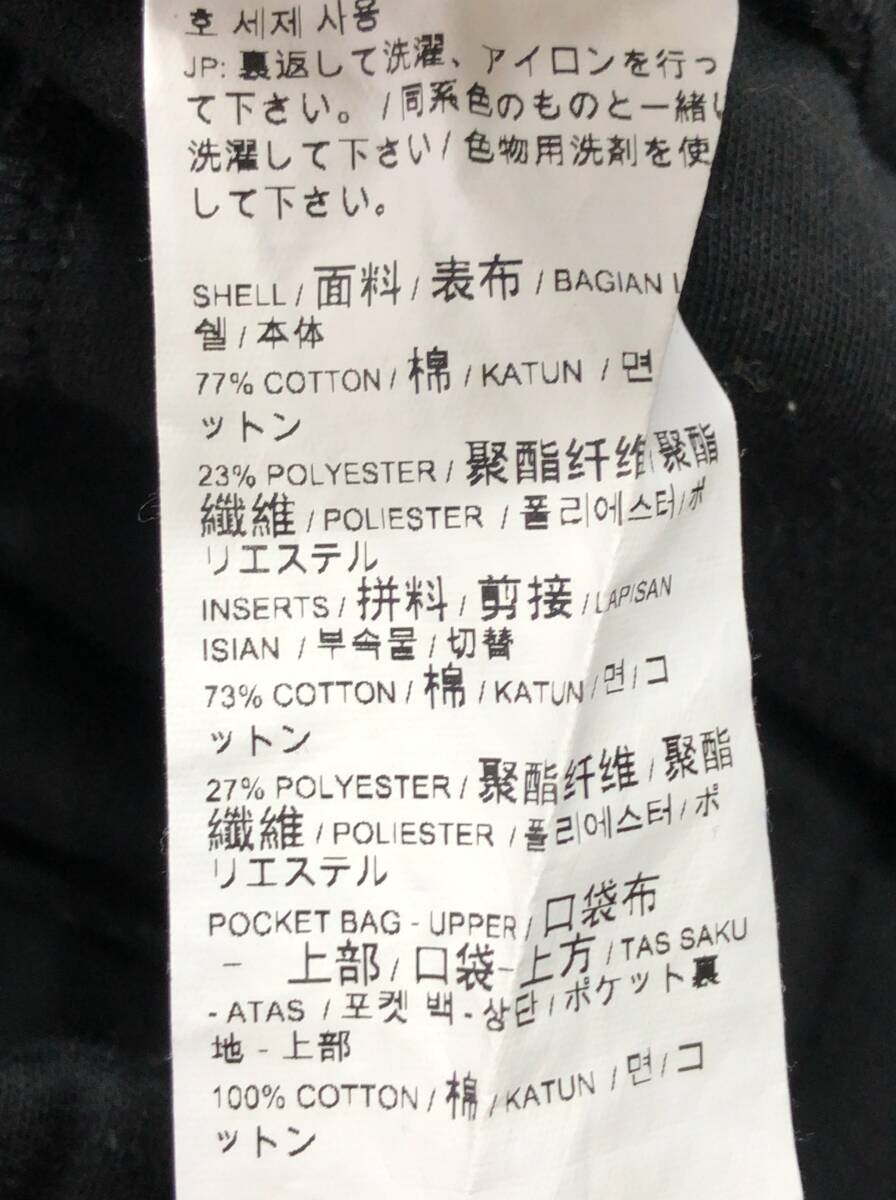 호 세제 사용
JP: 裏返して洗濯、アイロンを行っ
て下さい。/同系色のものと一緒に
洗濯して下さい/ 色物用洗剤を使
して下さい。
SHELL / 面料 / 表布 / BAGIAN L
쉘 / 本体
77% COTTON / 棉 / KATUN / 면
ットン
23% POLYESTER / 聚酯纤维 聚酯
纖維 / POLIESTER / 폴리에스터 / ポ
リエステル
INSERTS / 拼料 / 剪接 / LAPISAN
ISIAN / 부속물 / 切替
73% COTTON / 棉 / KATUN / 면 / コ
ットン
27% POLYESTER / 聚酯纤维 / 聚酯
纖維 / POLIESTER / 폴리에스터 / ポ
リエステル
POCKET BAG - UPPER / 口袋布
- 上部 / 口袋-上方 / TAS SAKU
- ATAS / 포켓 백 - 상단 / ポケット裏
地 - 上部
100% COTTON / 棉 / KATUN / 면 / コ
ットン